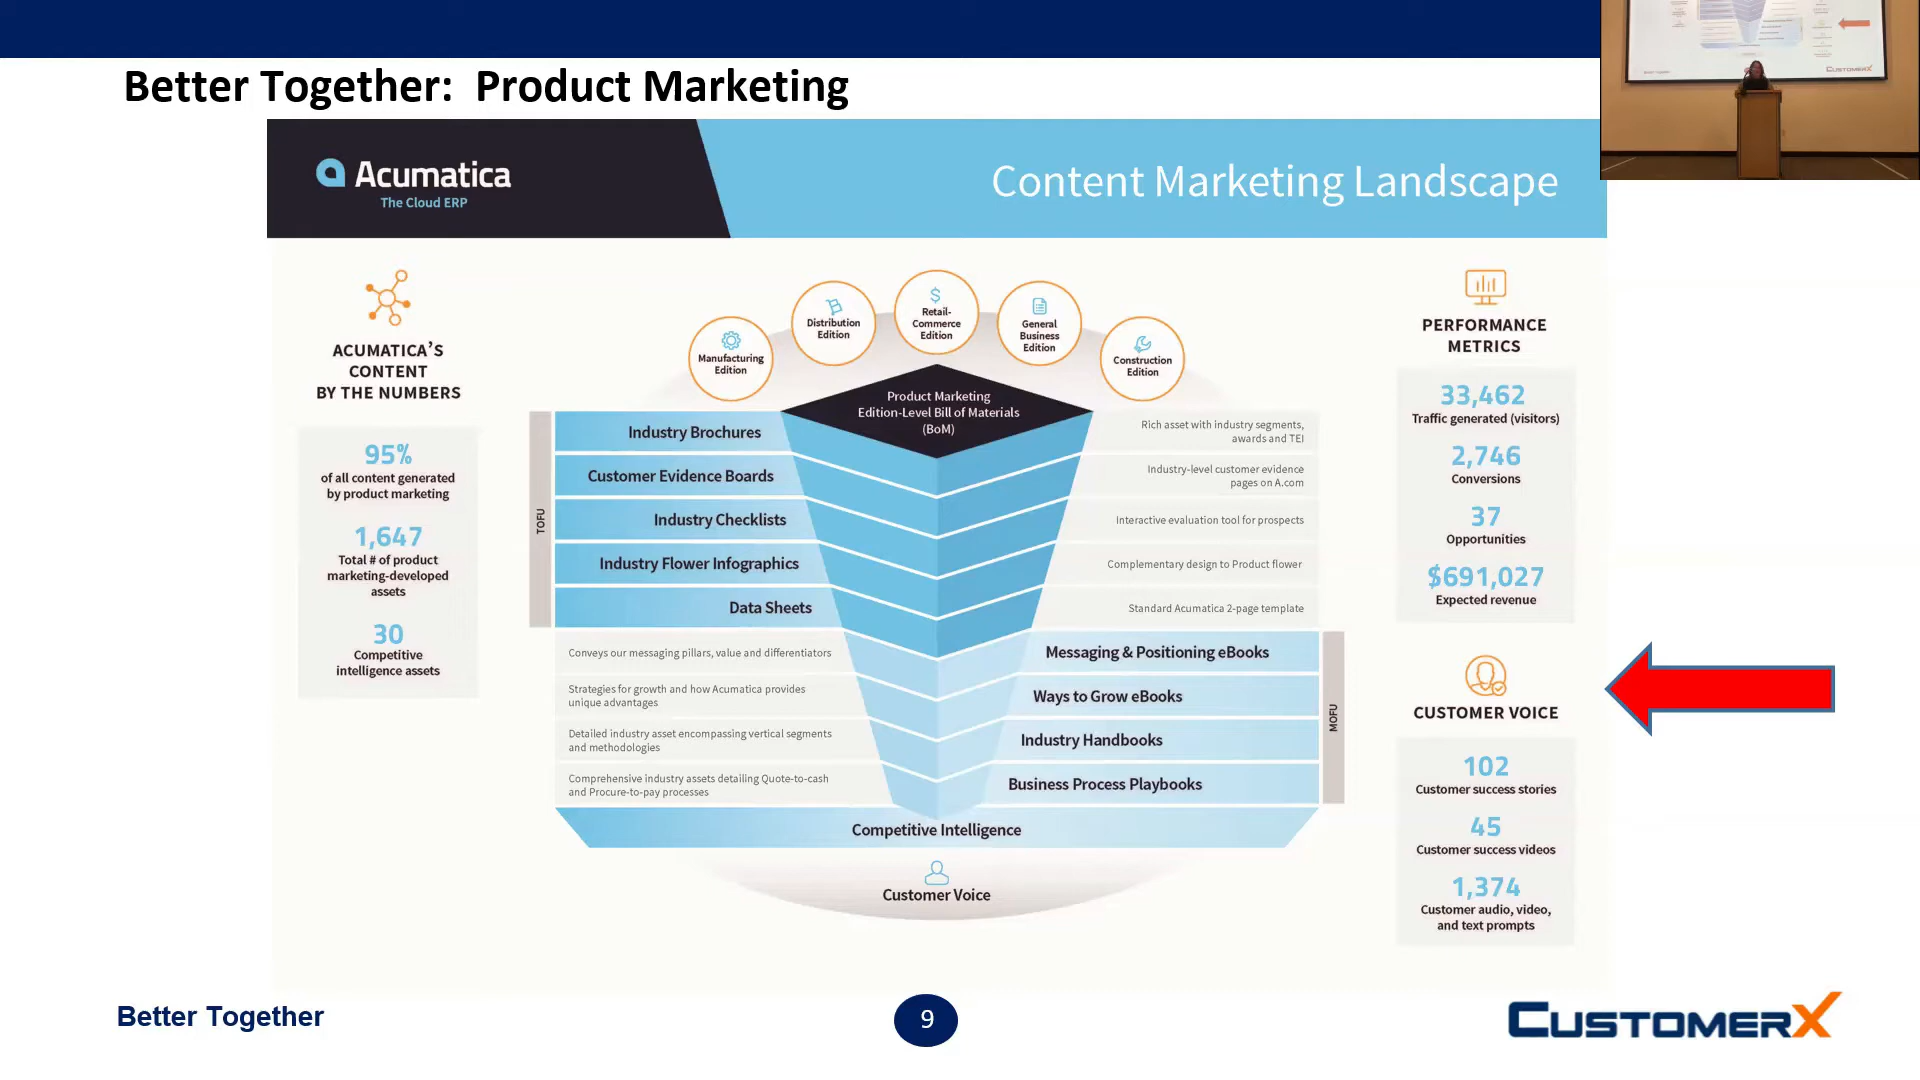 Better Together:  Product Marketing
Acumatica
The Cloud ERP
Content Marketing Landscape
ACUMATICA'S
CONTENT
BY THE NUMBERS
95%
of all content generated
by product marketing
1,647
Total # of product
marketing-developed
assets
30
Competitive
intelligence assets
Manufacturing
Edition
Distribution
Edition
Retail-
Commerce
Edition
General
Business
Edition
Construction
Edition
Product Marketing
Edition-Level Bill of Materials
(BoM)
TOFU
Industry Brochures
Rich asset with industry segments,
awards and TEI
Customer Evidence Boards
Industry-level customer evidence
pages on A.com
Industry Checklists
Interactive evaluation tool for prospects
Industry Flower Infographics
Complementary design to Product flower
Data Sheets
Standard Acumatica 2-page template
Conveys our messaging pillars, value and differentiators
Messaging & Positioning eBooks
Strategies for growth and how Acumatica provides
unique advantages
Ways to Grow eBooks
Detailed industry asset encompassing vertical segments
and methodologies
Industry Handbooks
Comprehensive industry assets detailing Quote-to-cash
and Procure-to-pay processes
Business Process Playbooks
MOFU
Competitive Intelligence
Customer Voice
PERFORMANCE
METRICS
33,462
Traffic generated (visitors)
2,746
Conversions
37
Opportunities
$691,027
Expected revenue
CUSTOMER VOICE
102
Customer success stories
45
Customer success videos
1,374
Customer audio, video,
and text prompts
Better Together
9
CUSTOMERX
CUSTOMERX